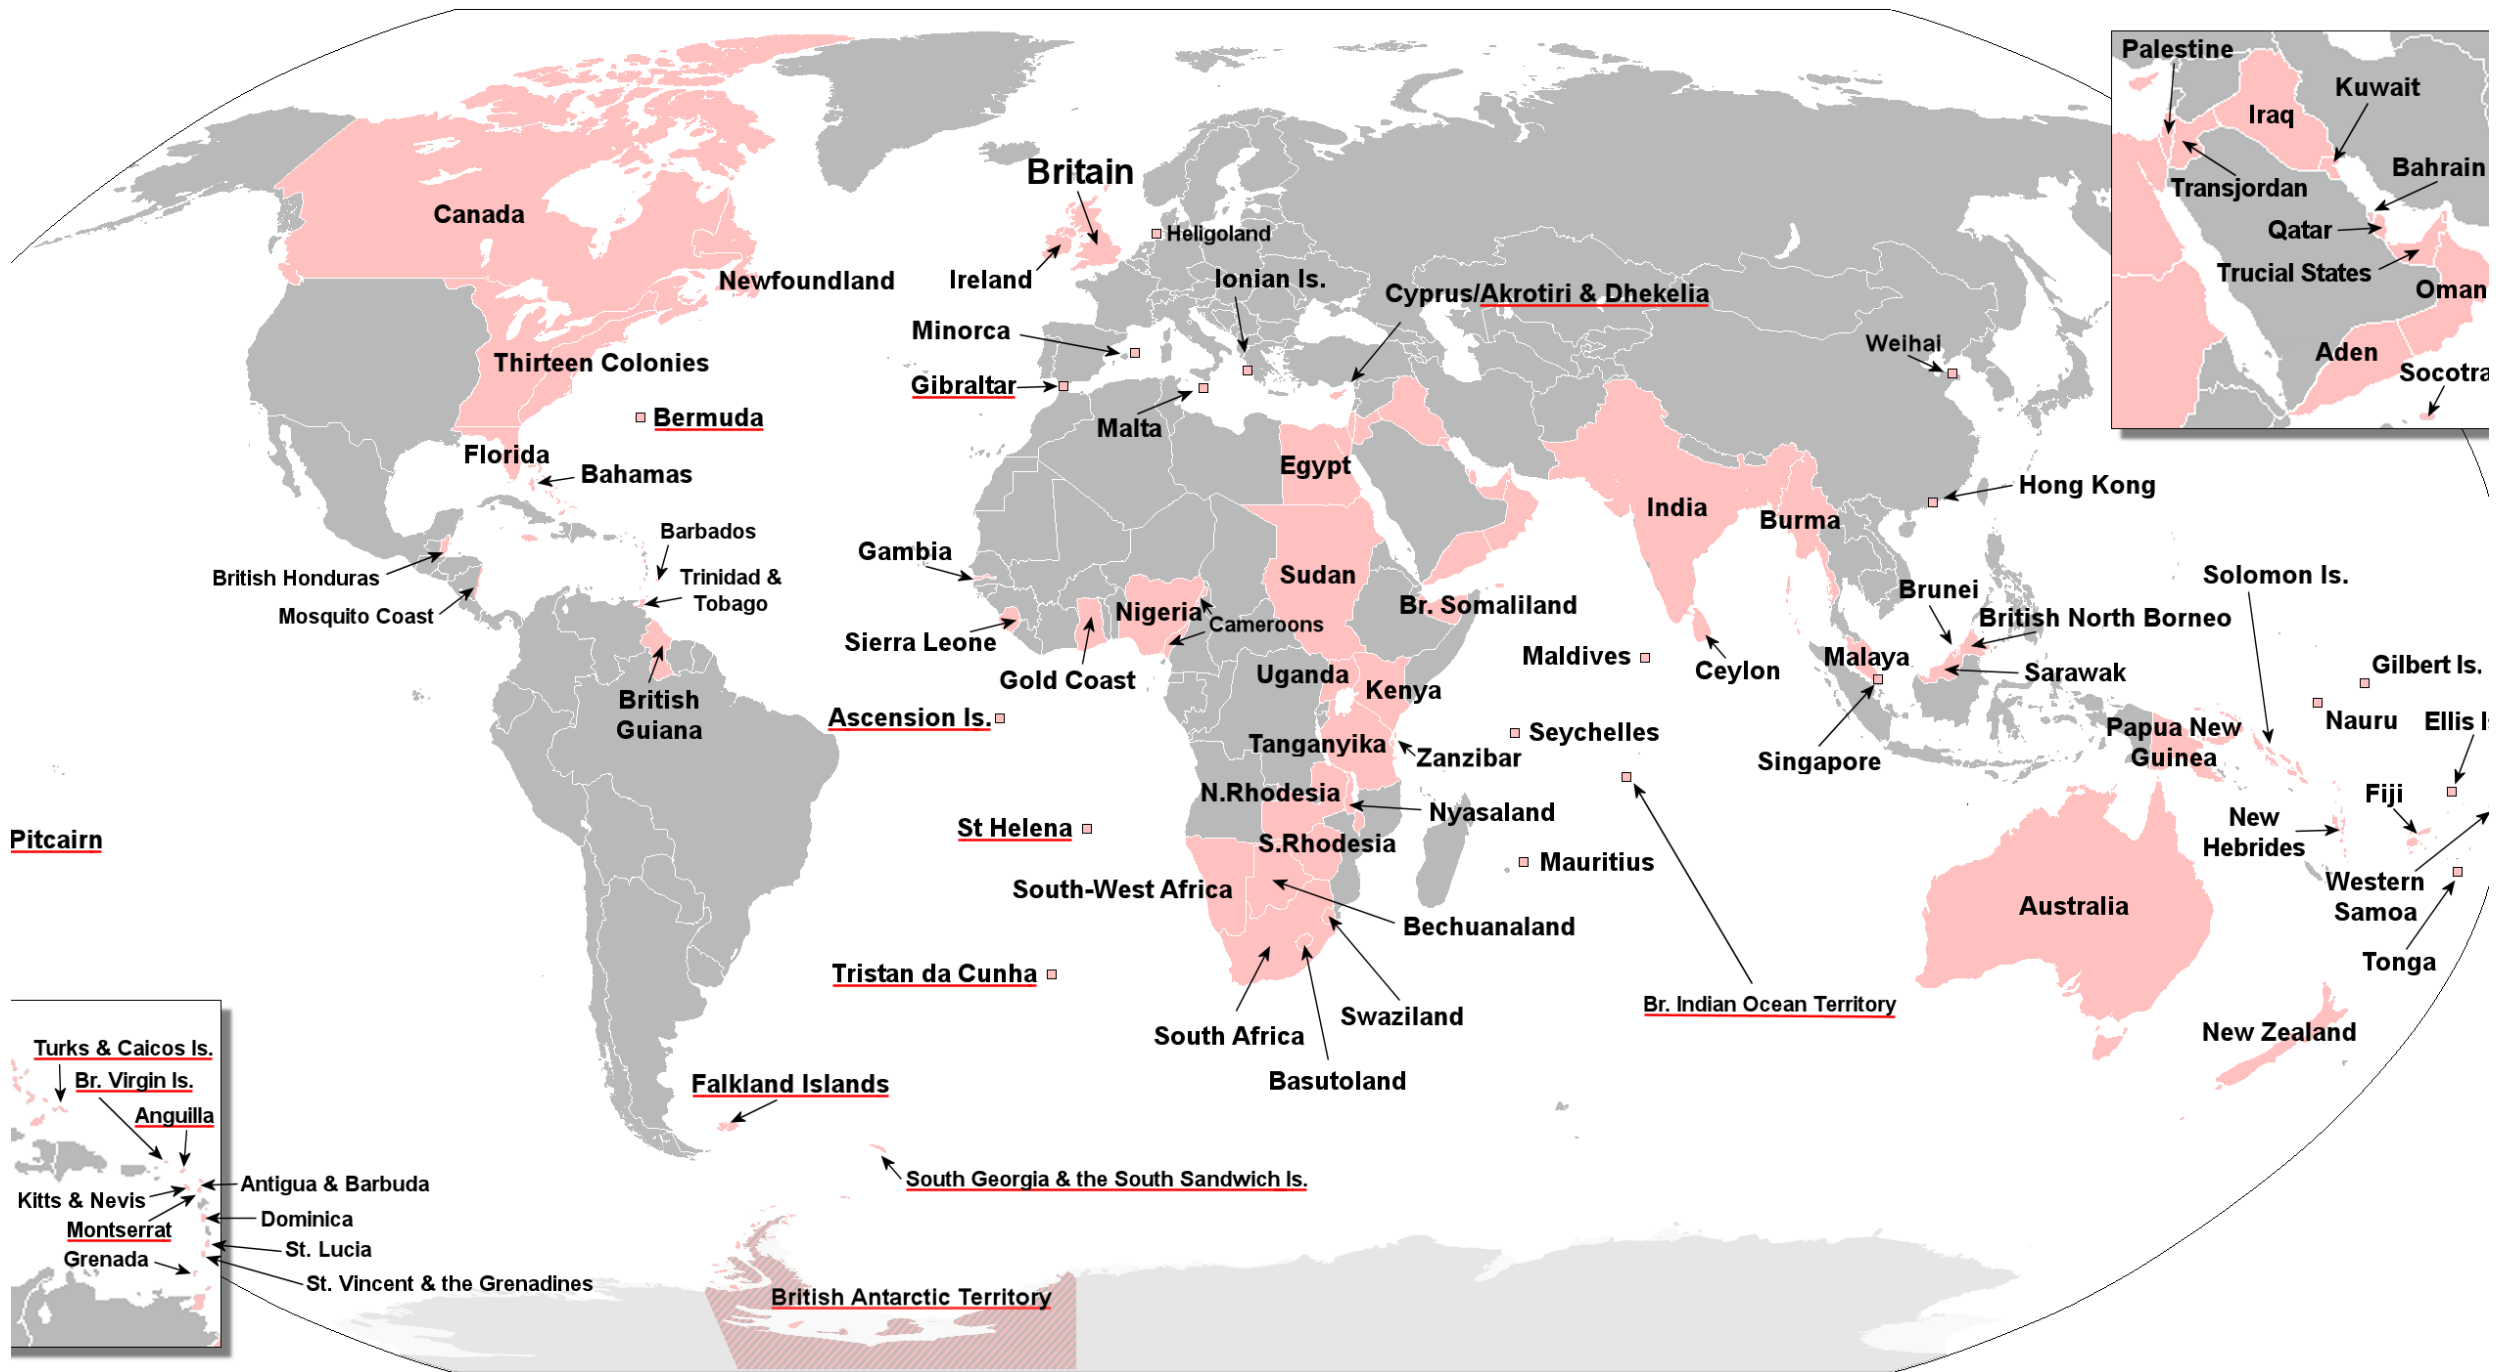 Palestine
Kuwait
Iraq
Bahrain
Transjordan
Qatar
Trucial States
Oman
Aden
Socotra
Britain
Canada
Heligoland
Newfoundland
Ireland
Ionian Is.
Cyprus/Akrotiri & Dhekelia
Minorca
Weihai
Thirteen Colonies
Gibraltar
Bermuda
Malta
Florida
Bahamas
Egypt
Hong Kong
India
Burma
Barbados
Gambia
British Honduras
Trinidad &
Tobago
Sudan
Solomon Is.
Brunei
Mosquito Coast
Nigeria
Br. Somaliland
British North Borneo
Cameroons
Sierra Leone
Maldives
Malaya
Ceylon
Gilbert Is.
Sarawak
Gold Coast
Uganda
Kenya
British
Guiana
Ascension Is.
Nauru
Ellis I
Papua New
Guinea
Seychelles
Tanganyika
Zanzibar
Singapore
N.Rhodesia
Fiji
Nyasaland
New
Hebrides
Pitcairn
St Helena
S.Rhodesia
Mauritius
South-West Africa
Western
Samoa
Australia
Bechuanaland
Tonga
Tristan da Cunha
Br. Indian Ocean Territory
Swaziland
South Africa
New Zealand
Basutoland
Falkland Islands
Turks & Caicos Is.
Br. Virgin Is.
Anguilla
Antigua & Barbuda
Kitts & Nevis
Dominica
Montserrat
St. Lucia
Grenada
St. Vincent & the Grenadines
South Georgia & the South Sandwich Is.
British Antarctic Territory